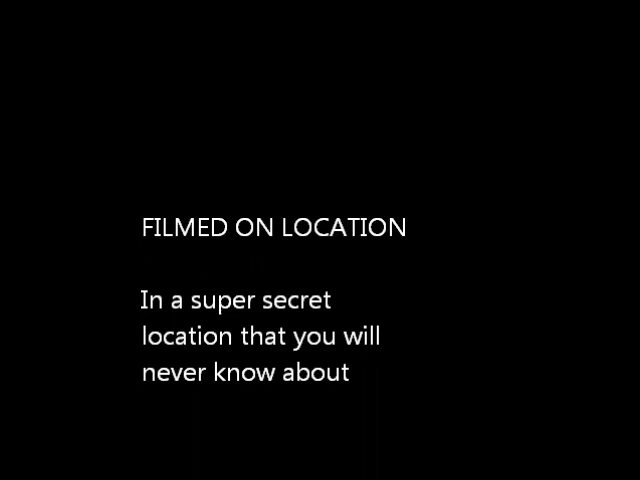 FILMED ON LOCATION
In a super secret
location that you will
never know about